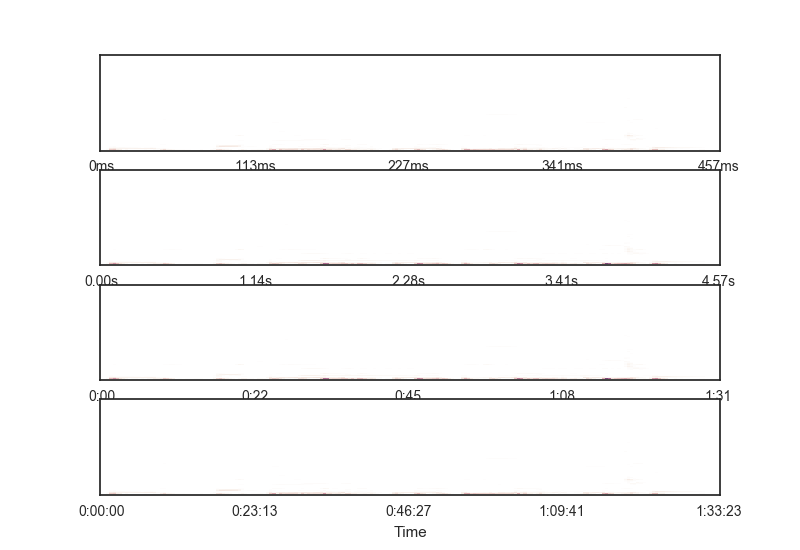 0ms 113ms 227ms 341ms 457ms
0.00s 1.14s 2.28s 3.41s 4.57s
0:00 0:22 0:45 1:08 1:31
0:00:00 0:23:13 0:46:27 1:09:41 1:33:23
Time